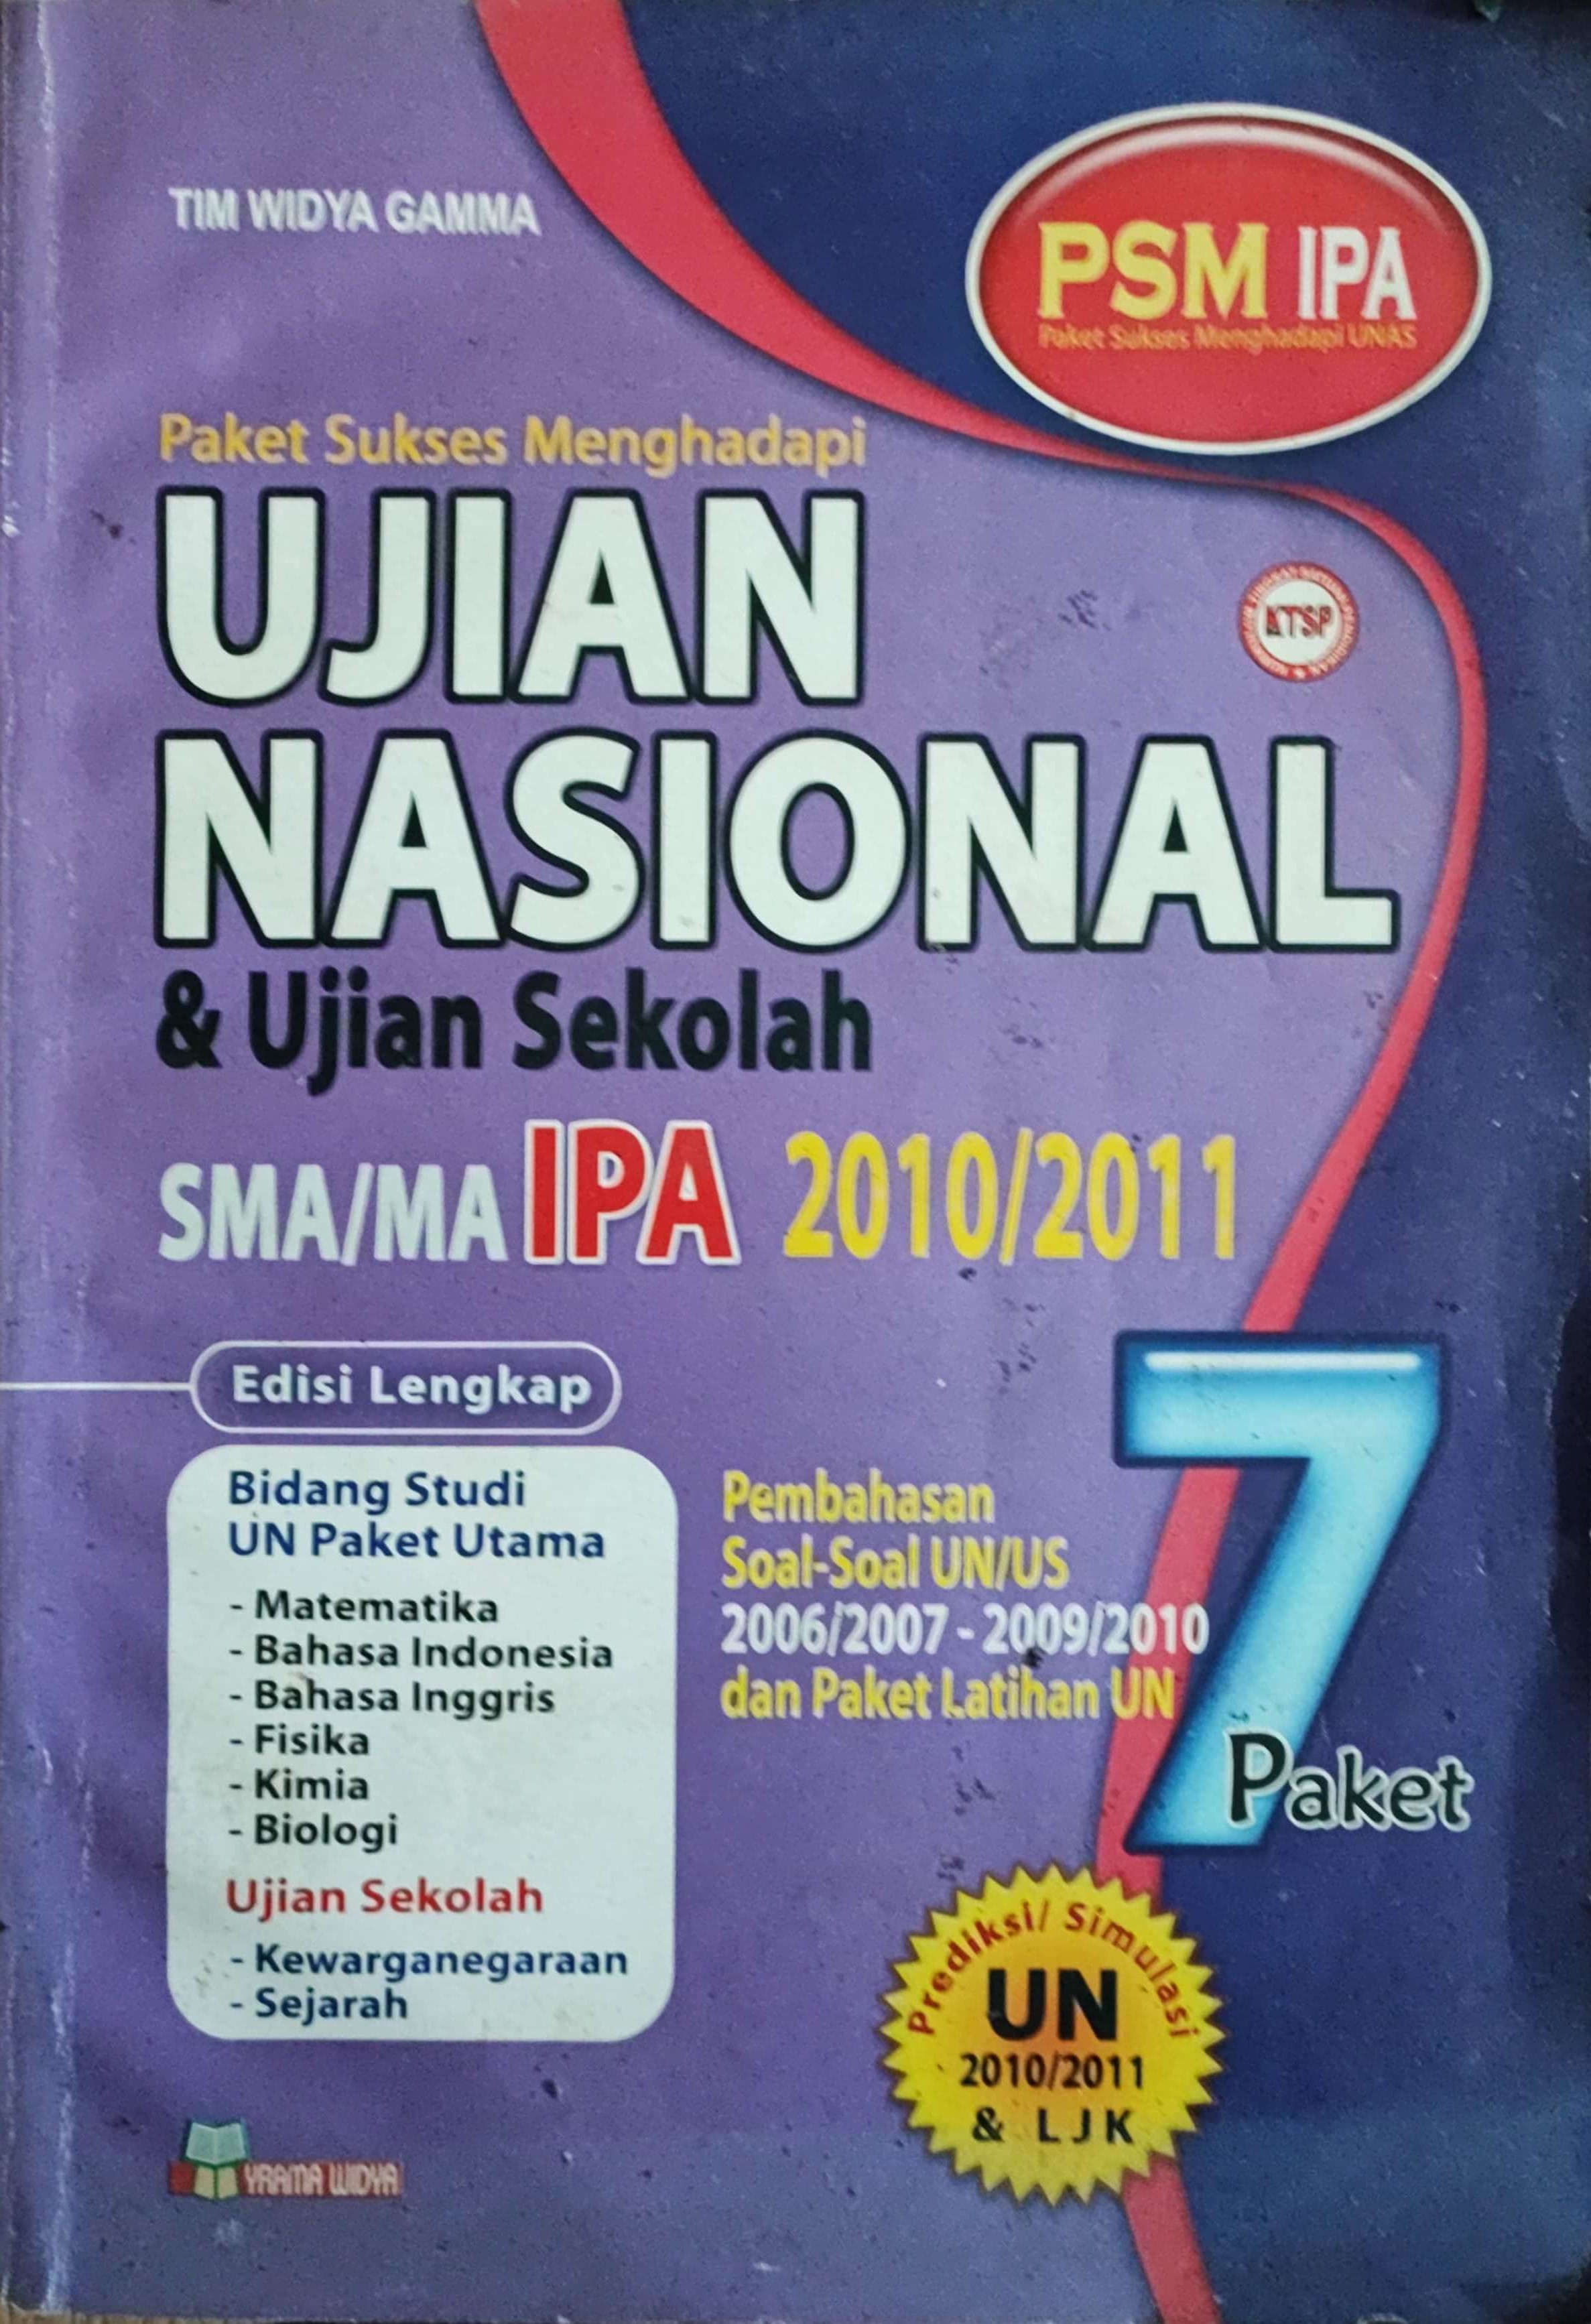 TIM WIDYA GAMMA
PSM IPA
Paket Sukses Menghadapi UNAS
Paket Sukses Menghadapi
UJIAN
NASIONAL
& Ujian Sekolah
KTSP
SMA/MA IPA 2010/2011
Edisi Lengkap
Bidang Studi
UN Paket Utama
- Matematika
- Bahasa Indonesia
- Bahasa Inggris
- Fisika
- Kimia
- Biologi
Ujian Sekolah
- Kewarganegaraan
- Sejarah
Pembahasan
Soal-Soal UN/US
2006/2007 - 2009/2010
dan Paket Latihan UN
7
Paket
Prediksi/ Simulasi
UN
2010/2011
& LJK
YRAMA WIDYA